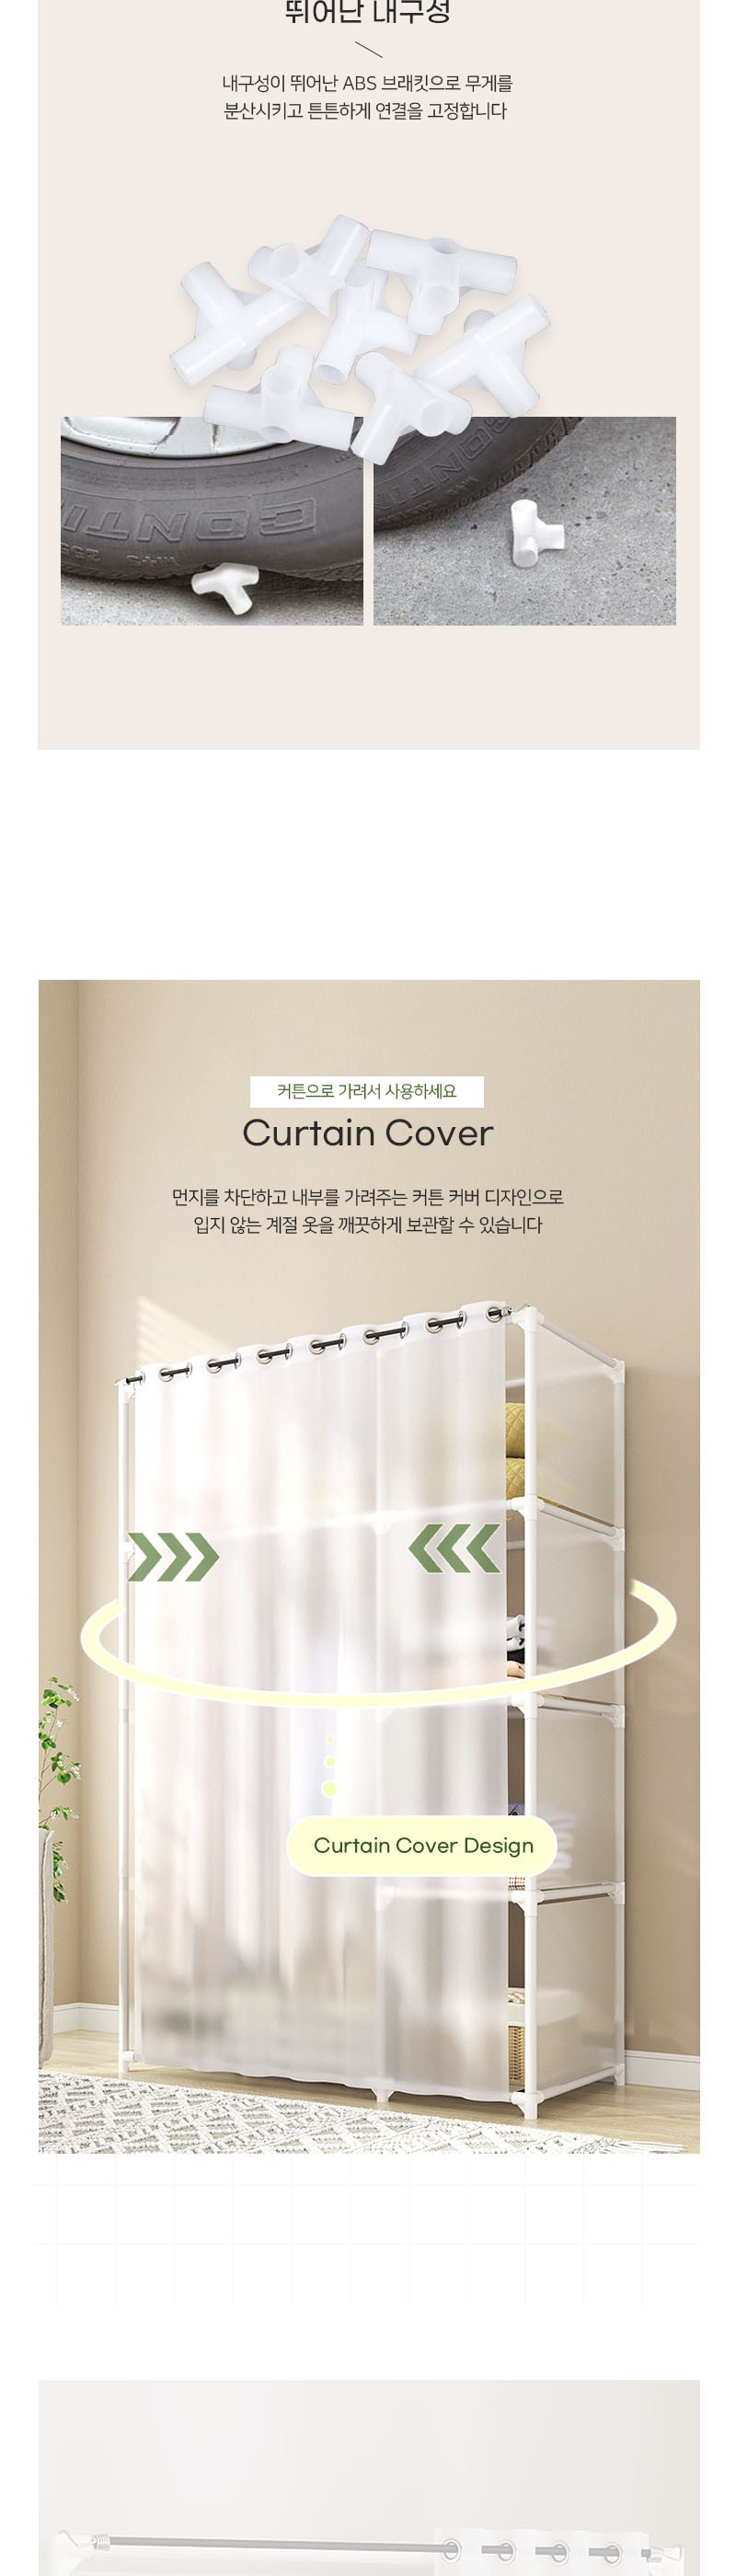 뛰어난 내구성
내구성이 뛰어난 ABS 브래킷으로 무게를
분산시키고 튼튼하게 연결을 고정합니다
CONTI
CONTI
커튼으로 가려서 사용하세요
Curtain Cover
먼지를 차단하고 내부를 가려주는 커튼 커버 디자인으로
입지 않는 계절 옷을 깨끗하게 보관할 수 있습니다
Curtain Cover Design